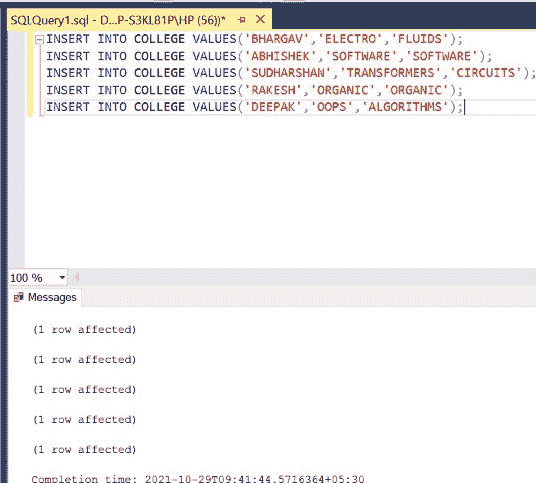 SQLQuery1.sql - D...P-S3KL81P\HP (56))*
INSERT INTO COLLEGE VALUES('BHARGAV','ELECTRO','FLUIDS');
INSERT INTO COLLEGE VALUES('ABHISHEK','SOFTWARE','SOFTWARE');
INSERT INTO COLLEGE VALUES('SUDHARSHAN','TRANSFORMERS','CIRCUITS');
INSERT INTO COLLEGE VALUES('RAKESH','ORGANIC','ORGANIC');
INSERT INTO COLLEGE VALUES('DEEPAK','OOPS','ALGORITHMS');
100 %
Messages
(1 row affected)
(1 row affected)
(1 row affected)
(1 row affected)
(1 row affected)
Completion time: 2021-10-29T09:41:44.5716364+05:30